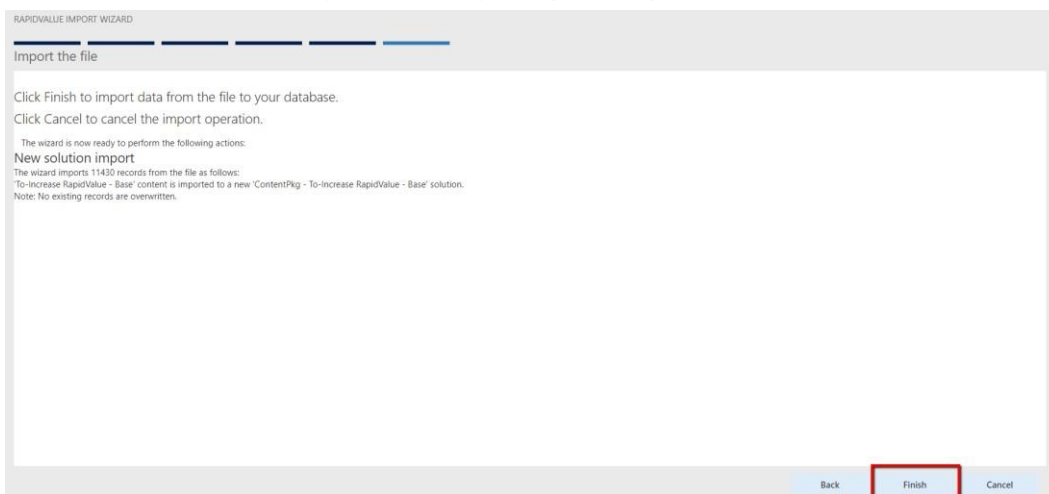 RAPIDVALUE IMPORT WIZARD
Import the file
Click Finish to import data from the file to your database.
Click Cancel to cancel the import operation.
The wizard is now ready to perform the following actions:
New solution import
The wizard imports 11430 records from the file as follows:
'To-Increase RapidValue - Base' content is imported to a new 'ContentPkg - To-Increase RapidValue - Base' solution.
Note: No existing records are overwritten.
Back Finish Cancel